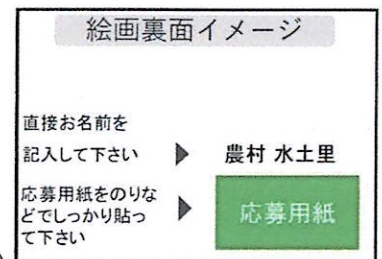 絵画裏面イメージ
直接お名前を
記入して下さい ▶ 農村 水土里
応募用紙をのりな
どでしっかり貼っ
て下さい
▶ 応募用紙